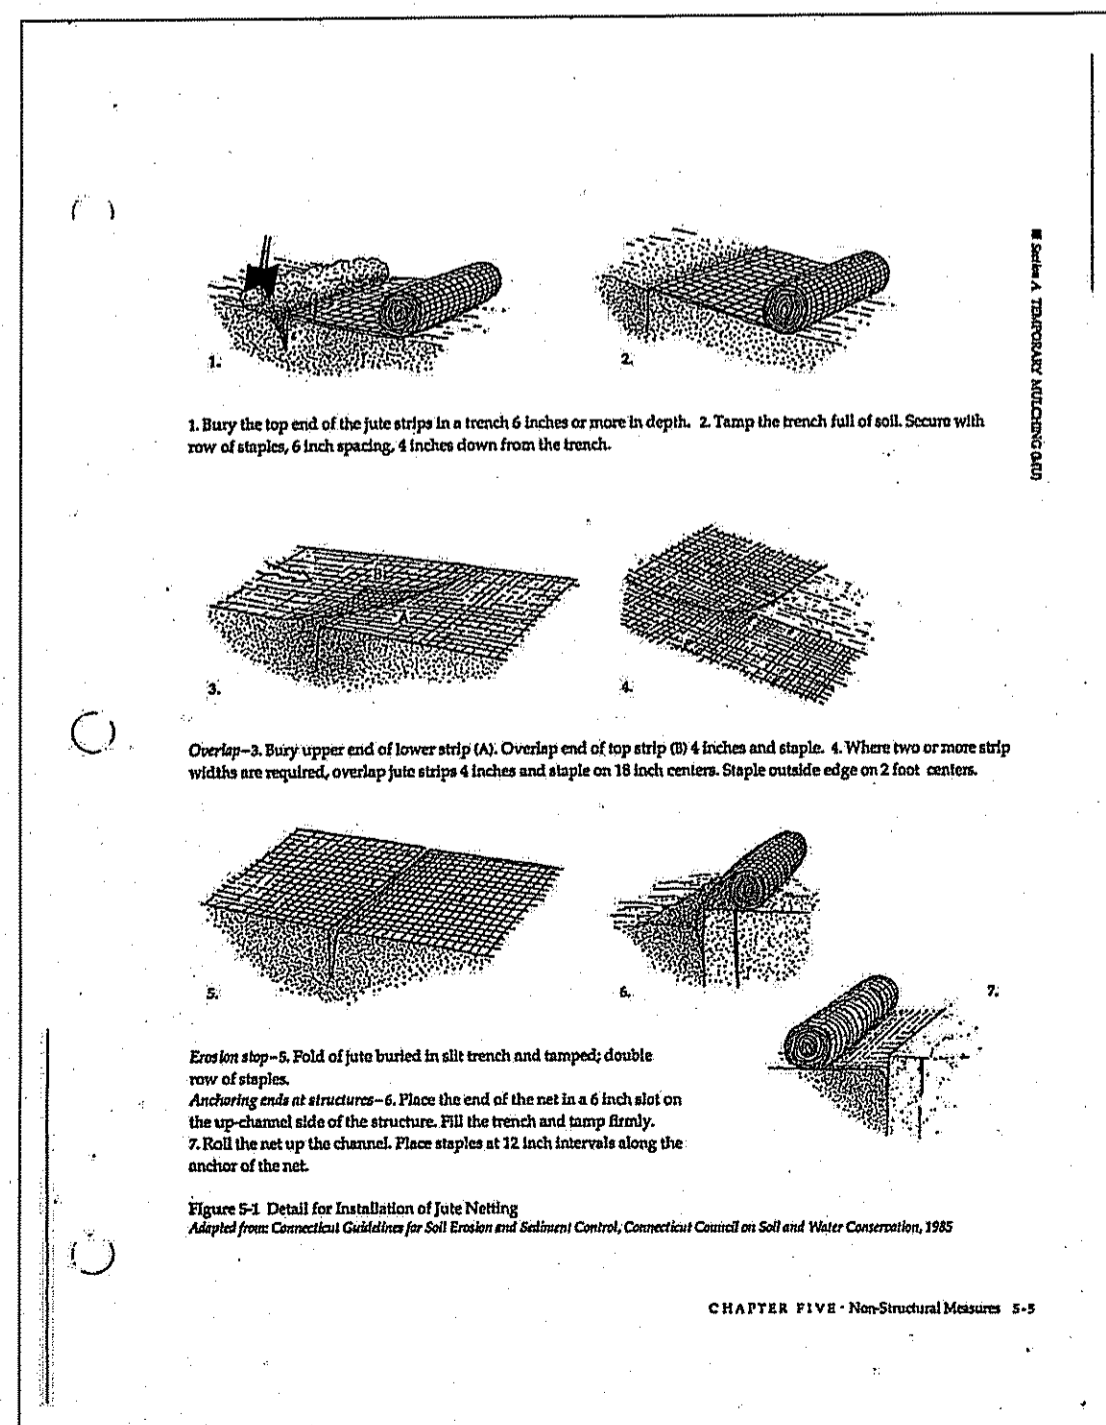 ■ Series A TEMPORARY MULCHING (MU)
1.
2.
1. Bury the top end of the jute strips in a trench 6 inches or more in depth. 2. Tamp the trench full of soil. Secure with
row of staples, 6 inch spacing, 4 inches down from the trench.
B
A
3.
4.
Overlap–3. Bury upper end of lower strip (A). Overlap end of top strip (B) 4 inches and staple. 4. Where two or more strip
widths are required, overlap jute strips 4 inches and staple on 18 inch centers. Staple outside edge on 2 foot centers.
5.
6.
7.
Erosion stop–5. Fold of jute buried in slit trench and tamped; double
row of staples.
Anchoring ends at structures–6. Place the end of the net in a 6 inch slot on
the up-channel side of the structure. Fill the trench and tamp firmly.
7. Roll the net up the channel. Place staples at 12 inch intervals along the
anchor of the net.
Figure 5-1 Detail for Installation of Jute Netting
Adapted from: Connecticut Guidelines for Soil Erosion and Sediment Control, Connecticut Council on Soil and Water Conservation, 1985
CHAPTER FIVE · Non-Structural Measures 5-5